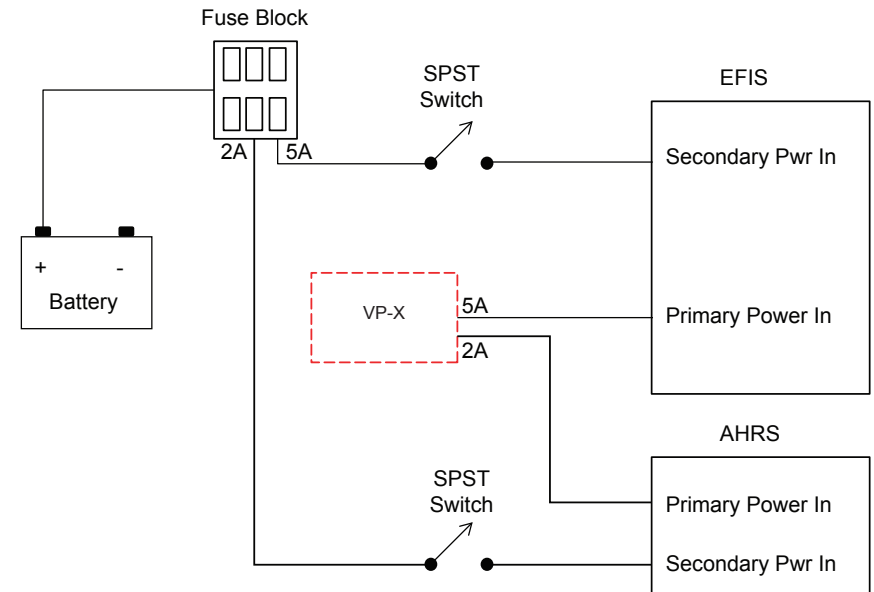 Fuse Block
SPST
Switch
EFIS
2A
5A
Secondary Pwr In
+
-
Battery
VP-X
5A
2A
Primary Power In
AHRS
SPST
Switch
Primary Power In
Secondary Pwr In